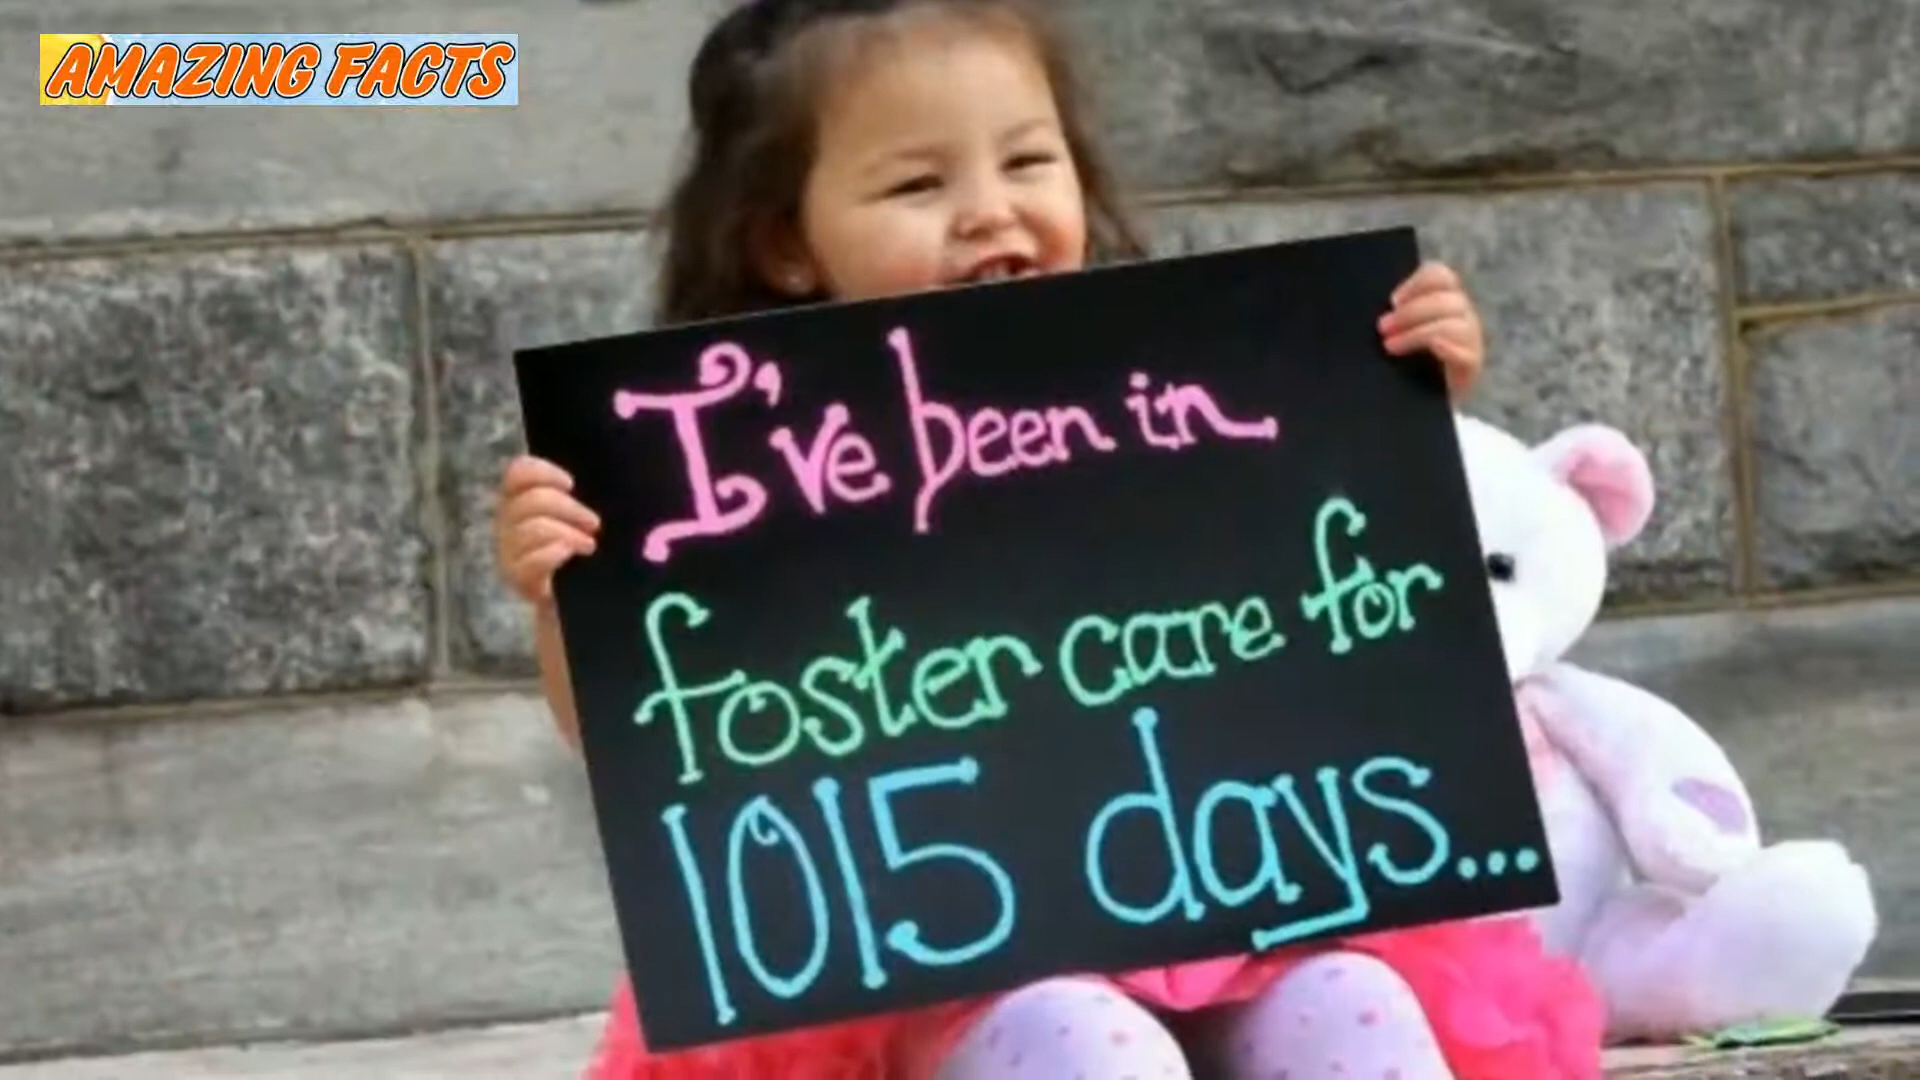 AMAZING FACTS
I've been in
foster care for
1015 days...